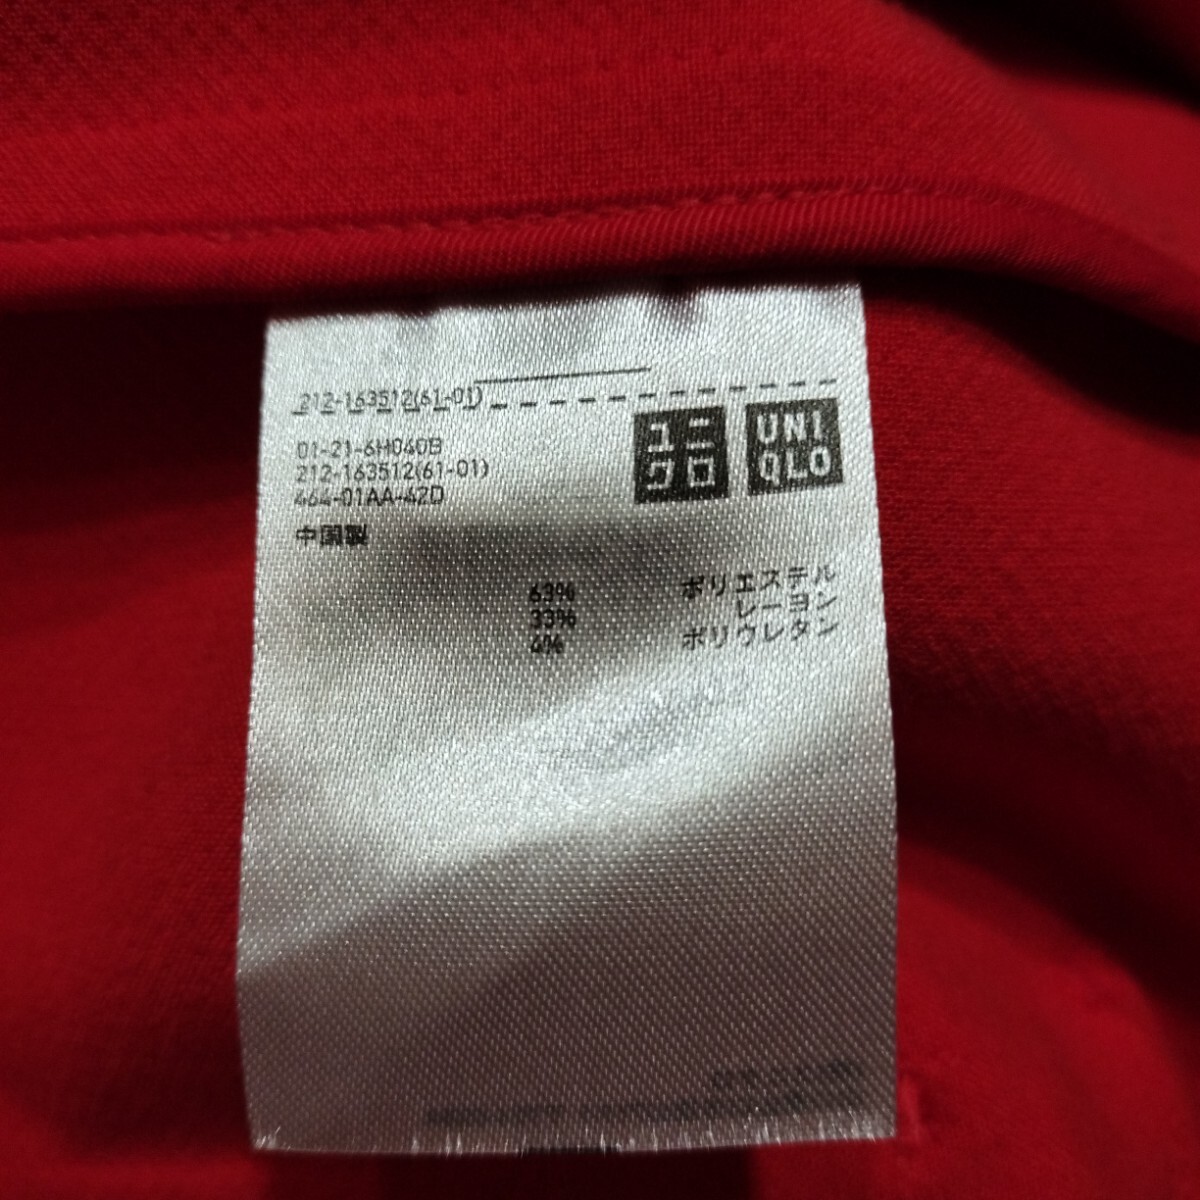 212-163512(61-01)
01-21-6H040B
212-163512(61-01)
464-01AA-42D
中国製
ユニクロ
UNIQLO
63% ポリエステル
33% レーヨン
4% ポリウレタン